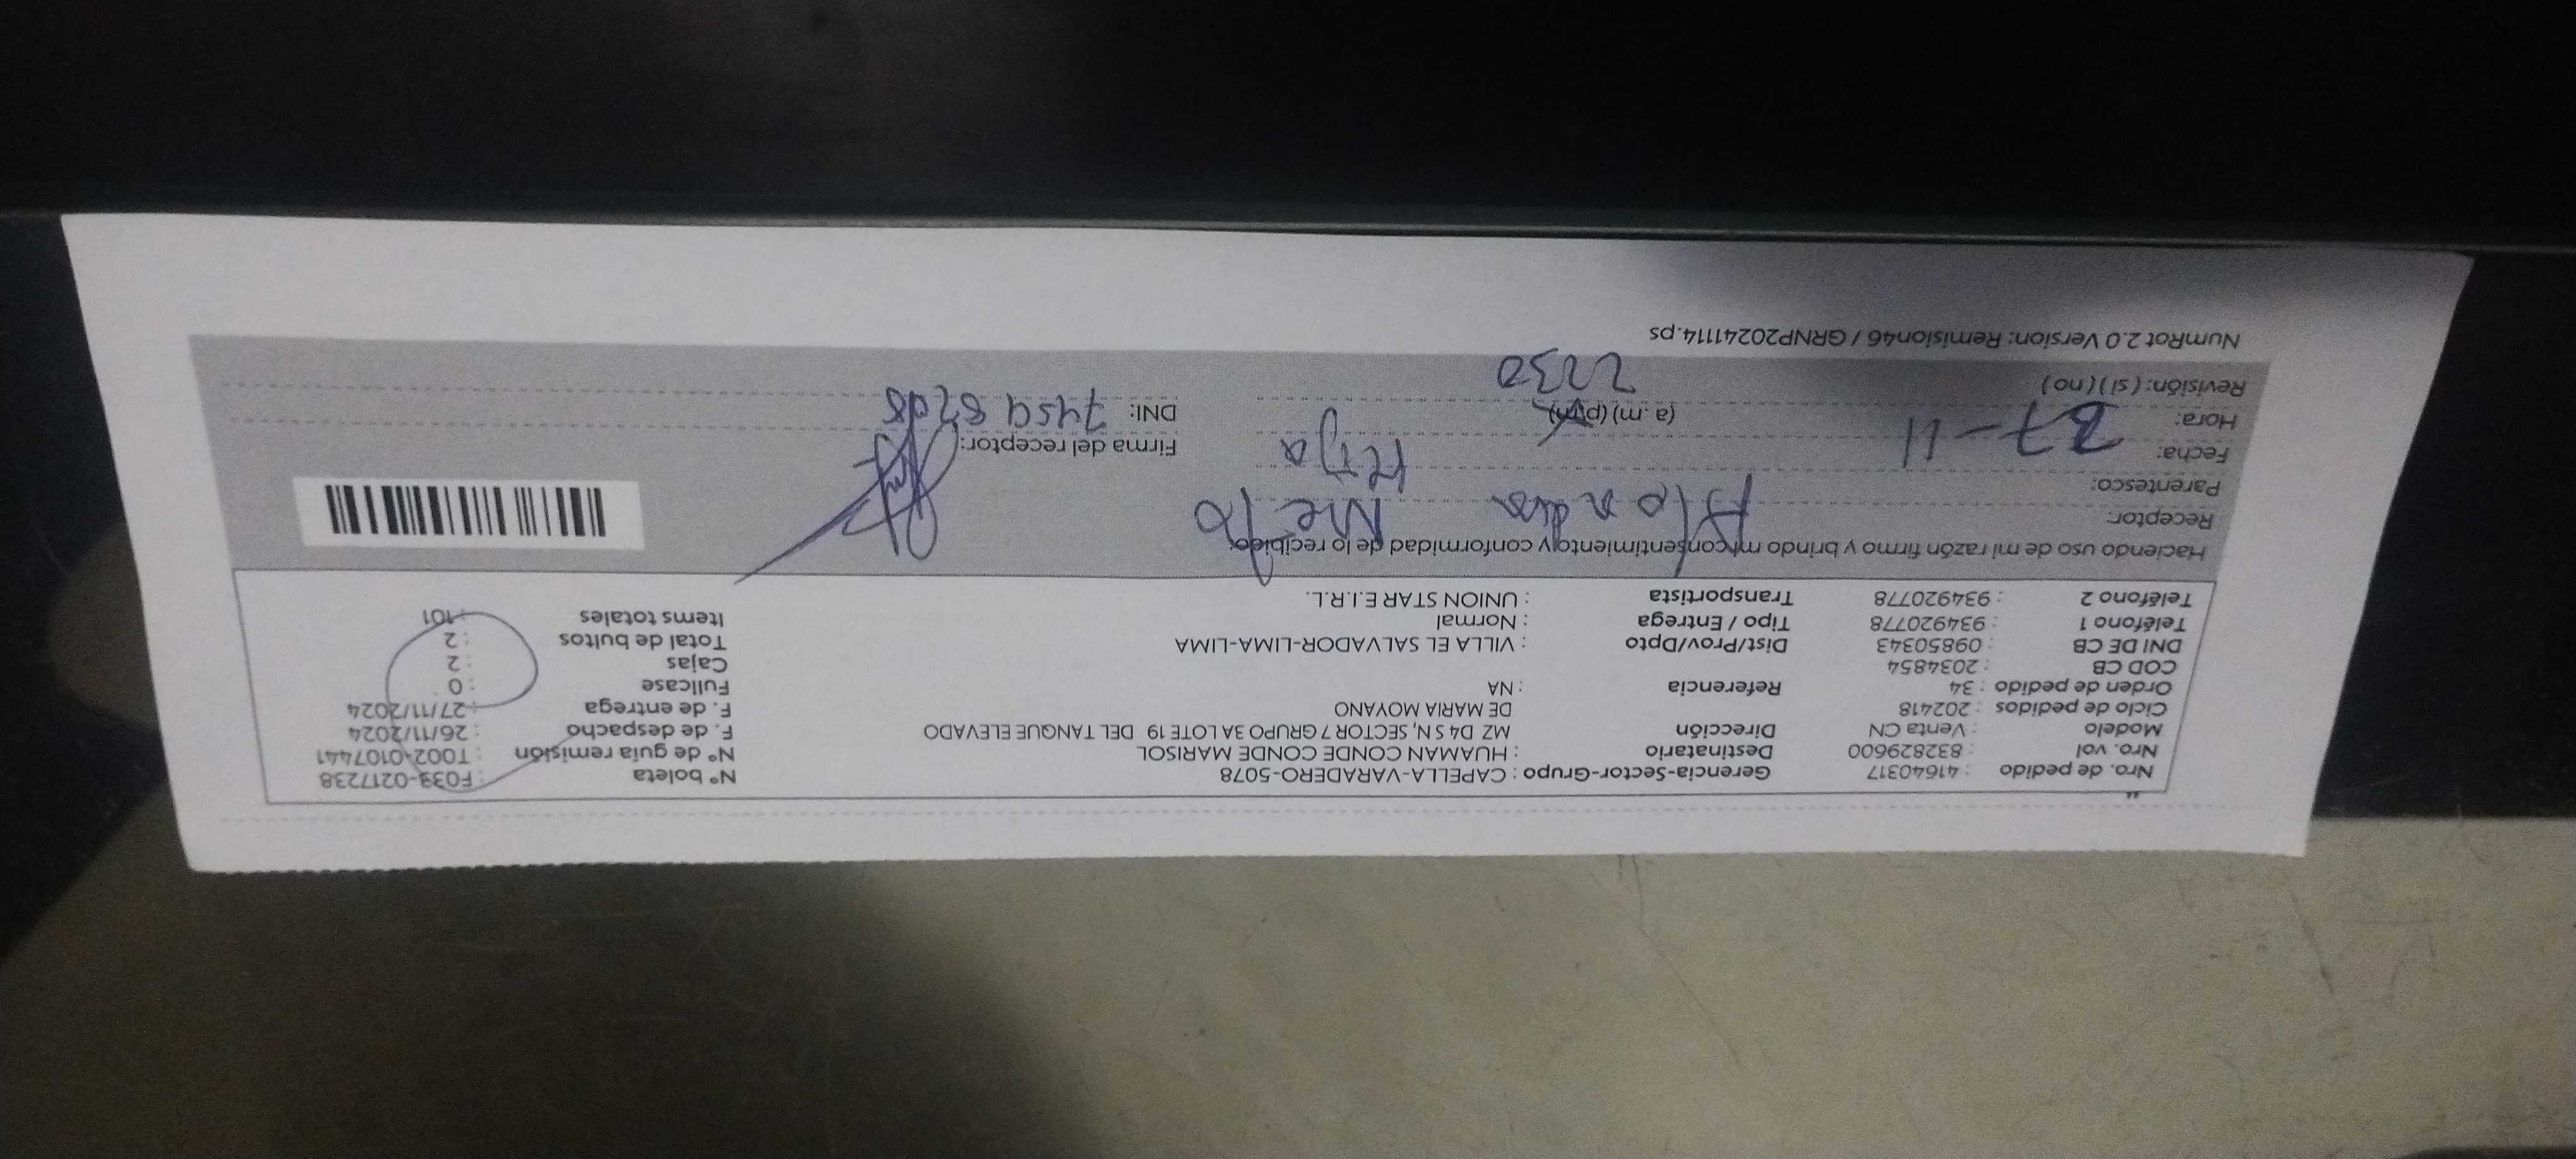 Nro. de pedido : 41640317 Gerencia-Sector-Grupo : CAPELLA-VARADERO-5078 N° boleta : F033-0217238
Nro. vol : 832829600 Destinatario : HUAMAN CONDE CONDE MARISOL N° de guia remisión : T002-0107441
Modelo : Venta CN Dirección MZ D4 S N, SECTOR 7 GRUPO 3A LOTE 19 DEL TANQUE ELEVADO F. de despacho : 26/11/2024
Ciclo de pedidos : 202418 DE MARIA MOYANO F. de entrega : 27/11/2024
Orden de pedido : 34 Referencia : NA Fullcase : 0
COD CB : 2034854 Cajas : 2
DNI DE CB : 09850343 Dist/Prov/Dpto : VILLA EL SALVADOR-LIMA-LIMA Total de bultos : 2
Teléfono 1 : 934920778 Tipo / Entrega : Normal Items totales : 101
Teléfono 2 : 934920778 Transportista : UNION STAR E.I.R.L.
Haciendo uso de mi razón firmo y brindo mi consentimiento y conformidad de lo recibido:
Receptor:
Parentesco: Hija
Fecha: 27-11 Firma del receptor:
Hora: (a.m) (p.m) DNI:
2230
Revisión: ( si ) ( no )
NumRot 2.0 Version: Remision46 / GRNP20241114.ps